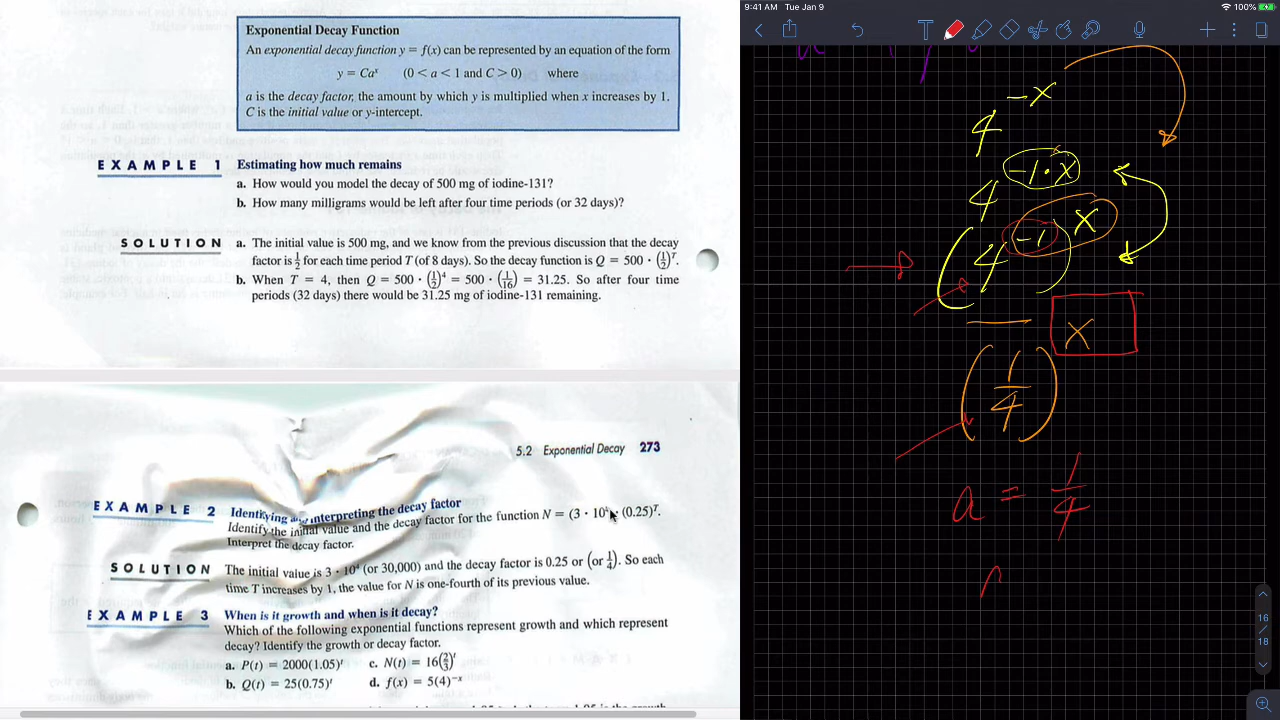 Exponential Decay Function
An exponential decay function y = f(x) can be represented by an equation of the form
y = Caˣ (0 < a < 1 and C > 0) where
a is the decay factor, the amount by which y is multiplied when x increases by 1.
C is the initial value or y-intercept.
EXAMPLE 1 Estimating how much remains
a. How would you model the decay of 500 mg of iodine-131?
b. How many milligrams would be left after four time periods (or 32 days)?
SOLUTION a. The initial value is 500 mg, and we know from the previous discussion that the decay
factor is ½ for each time period T (of 8 days). So the decay function is Q = 500 · (½)ᵀ.
b. When T = 4, then Q = 500 · (½)⁴ = 500 · (1/16) = 31.25. So after four time
periods (32 days) there would be 31.25 mg of iodine-131 remaining.
5.2 Exponential Decay 273
EXAMPLE 2 Identifying and interpreting the decay factor
Identify the initial value and the decay factor for the function N = (3 · 10⁴) (0.25)ᵀ.
Interpret the decay factor.
SOLUTION The initial value is 3 · 10⁴ (or 30,000) and the decay factor is 0.25 or (or ¼). So each
time T increases by 1, the value for N is one-fourth of its previous value.
EXAMPLE 3 When is it growth and when is it decay?
Which of the following exponential functions represent growth and which represent
decay? Identify the growth or decay factor.
a. P(t) = 2000(1.05)ᵗ c. N(t) = 16(2/3)ᵗ
b. Q(t) = 25(0.75)ᵗ d. f(x) = 5(4)⁻ˣ
9:41 AM Tue Jan 9
100%
4⁻ˣ
4⁻¹·ˣ
(4⁻¹)ˣ
(1/4)ˣ
a = 1/4
16
/
18